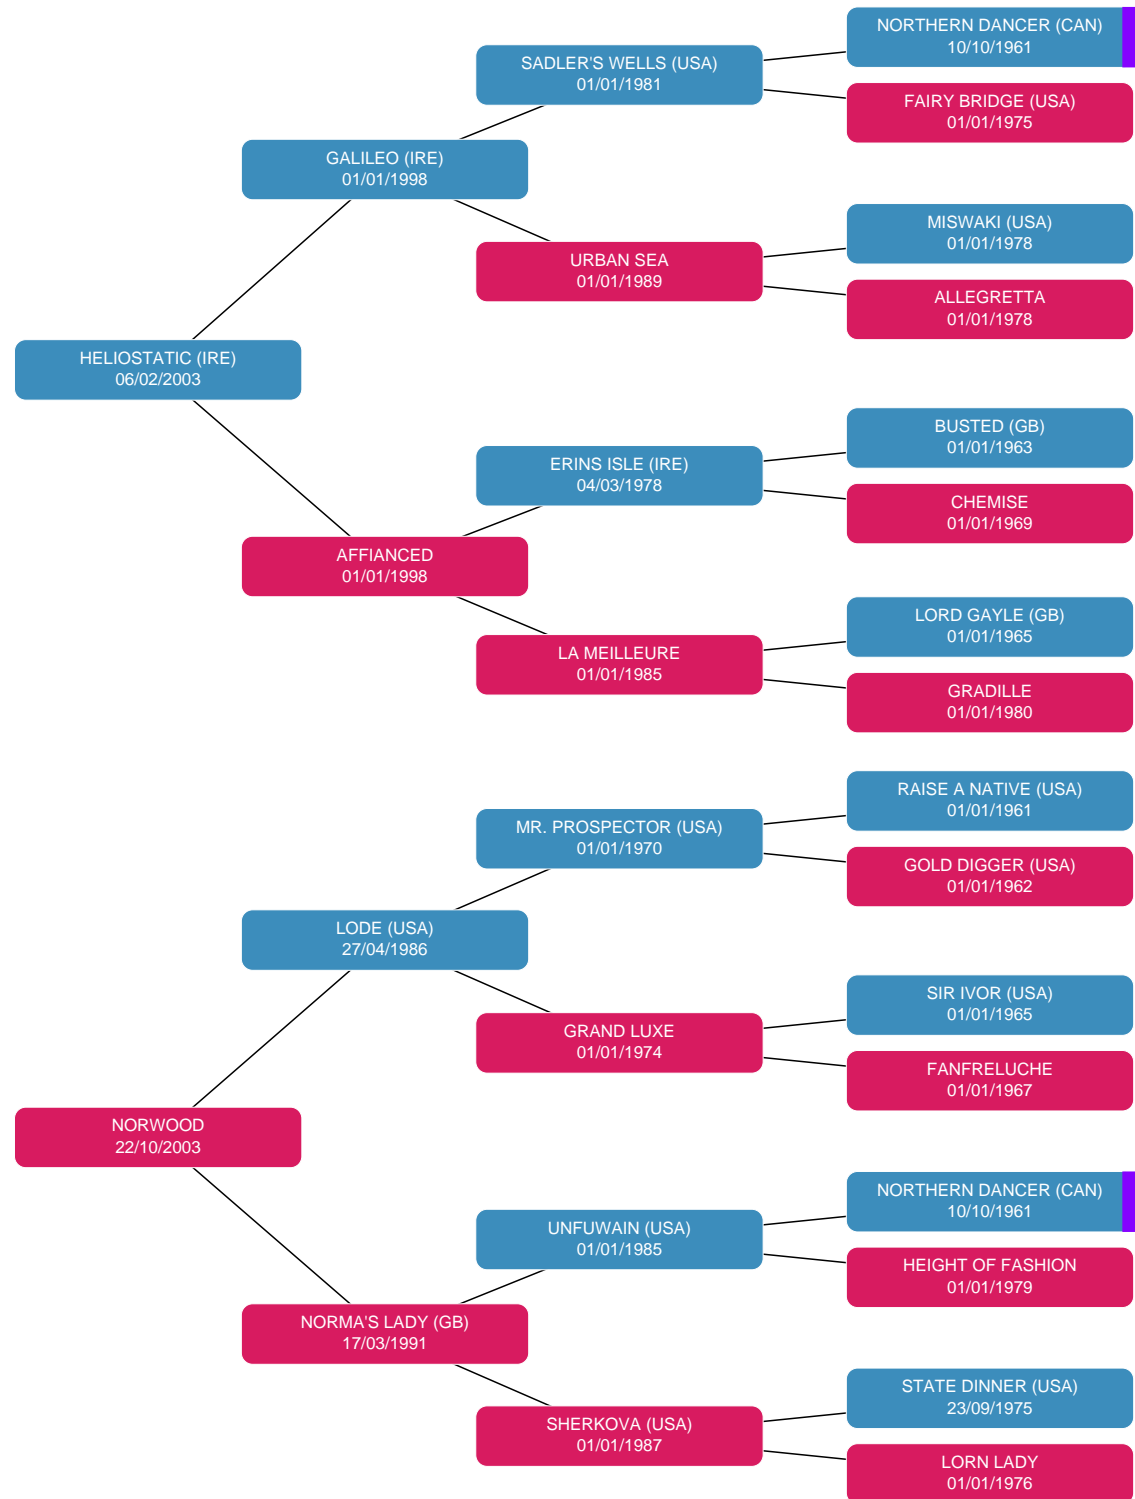 NORTHERN DANCER (CAN)
10/10/1961
SADLER'S WELLS (USA)
01/01/1981
FAIRY BRIDGE (USA)
01/01/1975
GALILEO (IRE)
01/01/1998
MISWAKI (USA)
01/01/1978
URBAN SEA
01/01/1989
ALLEGRETTA
01/01/1978
HELIOSTATIC (IRE)
06/02/2003
BUSTED (GB)
01/01/1963
ERINS ISLE (IRE)
04/03/1978
CHEMISE
01/01/1969
AFFIANCED
01/01/1998
LORD GAYLE (GB)
01/01/1965
LA MEILLEURE
01/01/1985
GRADILLE
01/01/1980
RAISE A NATIVE (USA)
01/01/1961
MR. PROSPECTOR (USA)
01/01/1970
GOLD DIGGER (USA)
01/01/1962
LODE (USA)
27/04/1986
SIR IVOR (USA)
01/01/1965
GRAND LUXE
01/01/1974
FANFRELUCHE
01/01/1967
NORWOOD
22/10/2003
NORTHERN DANCER (CAN)
10/10/1961
UNFUWAIN (USA)
01/01/1985
HEIGHT OF FASHION
01/01/1979
NORMA'S LADY (GB)
17/03/1991
STATE DINNER (USA)
23/09/1975
SHERKOVA (USA)
01/01/1987
LORN LADY
01/01/1976